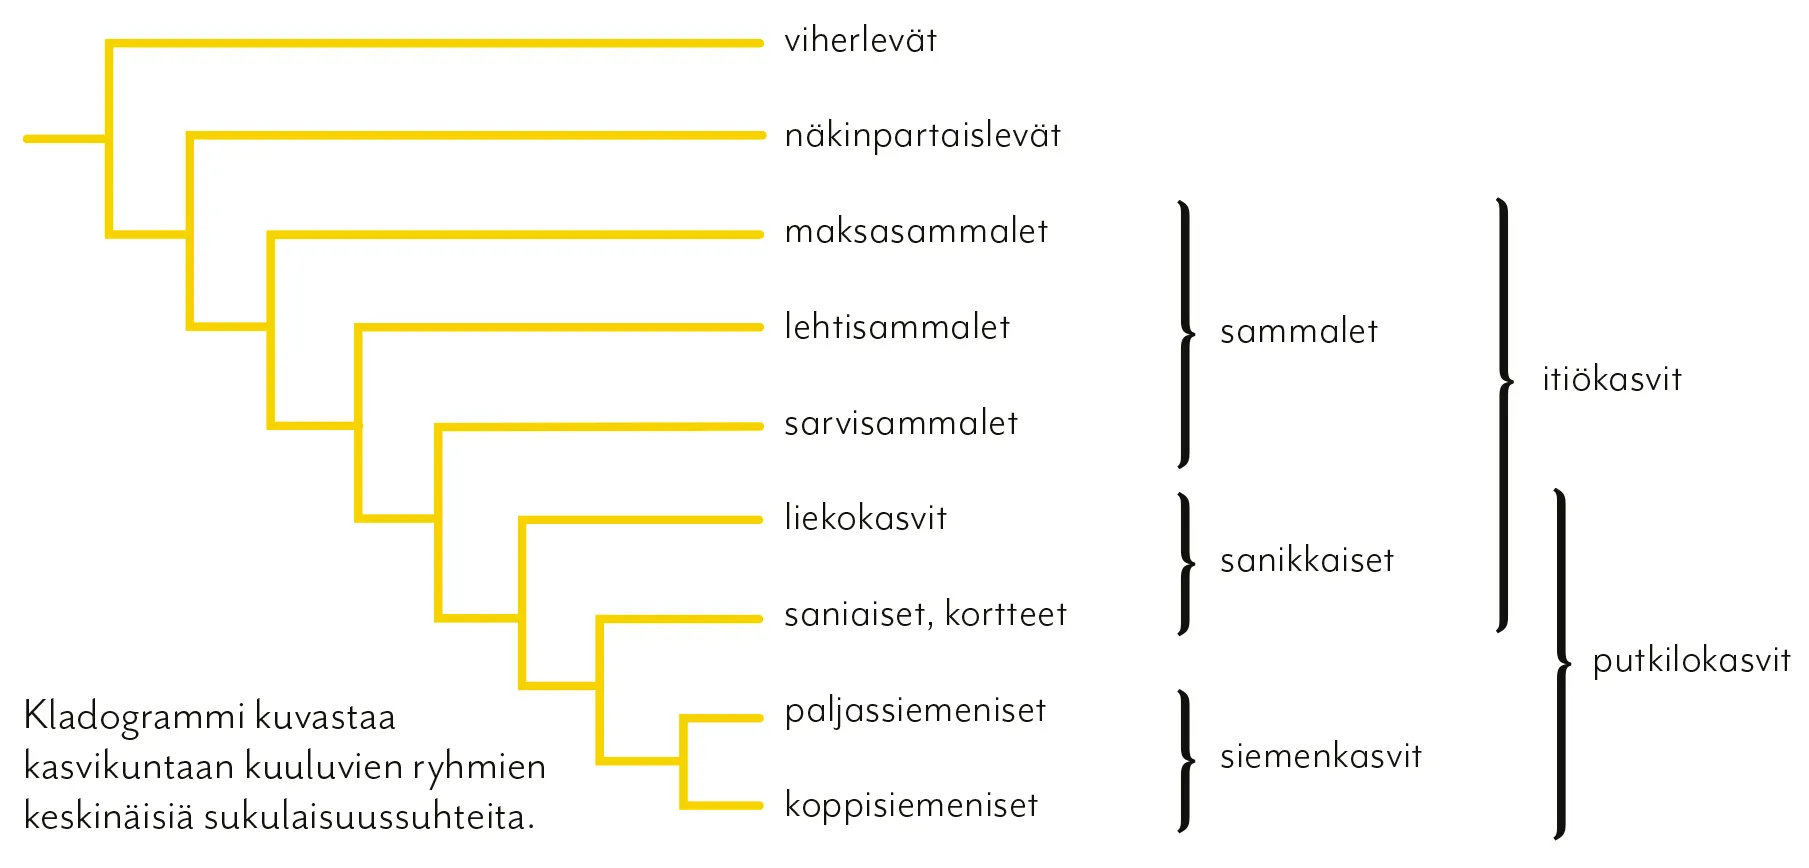 viherlevät
näkinpartaislevät
maksasammalet
lehtisammalet
sammalet
itiökasvit
sarvisammalet
liekokasvit
sanikkaiset
saniaiset, kortteet
putkilokasvit
paljassiemeniset
siemenkasvit
koppisiemeniset
Kladogrammi kuvastaa
kasvikuntaan kuuluvien ryhmien
keskinäisiä sukulaisuussuhteita.